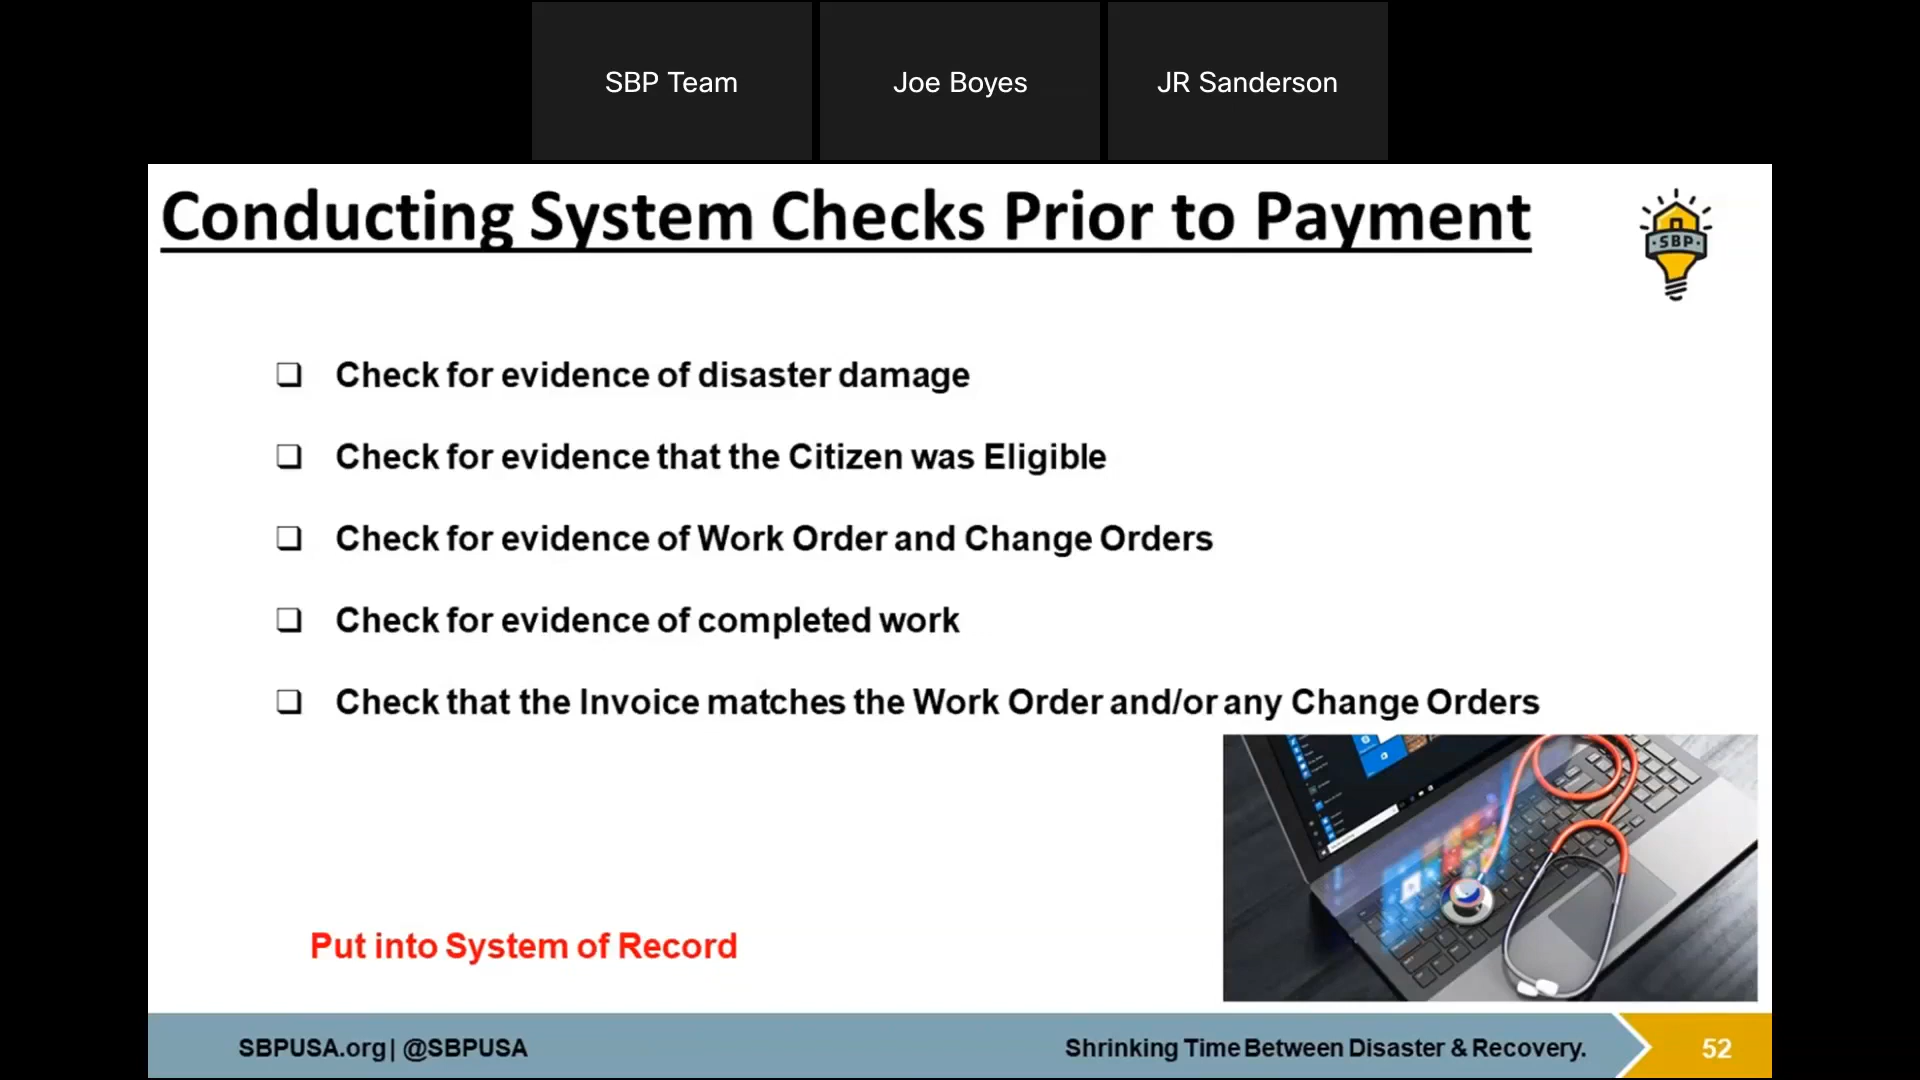 SBP Team
Joe Boyes
JR Sanderson
Conducting System Checks Prior to Payment
SBP
Check for evidence of disaster damage
Check for evidence that the Citizen was Eligible
Check for evidence of Work Order and Change Orders
Check for evidence of completed work
Check that the Invoice matches the Work Order and/or any Change Orders
Put into System of Record
SBPUSA.org| @SBPUSA
Shrinking Time Between Disaster & Recovery.
52